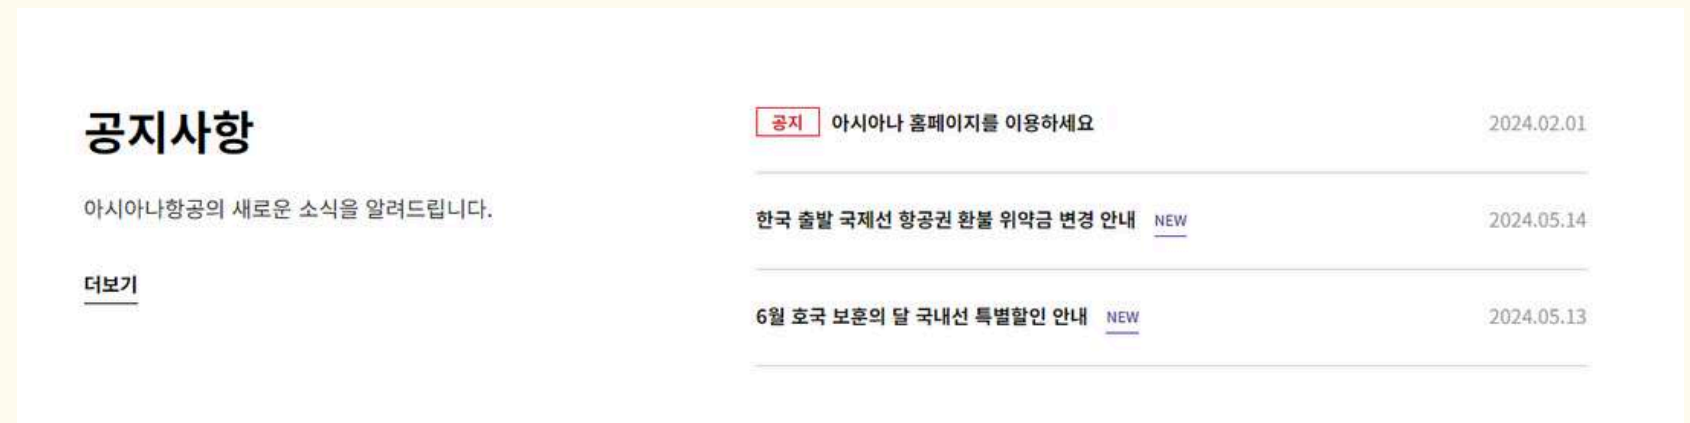 공지사항
아시아나항공의 새로운 소식을 알려드립니다.
더보기
공지 아시아나 홈페이지를 이용하세요 2024.02.01
한국 출발 국제선 항공권 환불 위약금 변경 안내 NEW 2024.05.14
6월 호국 보훈의 달 국내선 특별할인 안내 NEW 2024.05.13